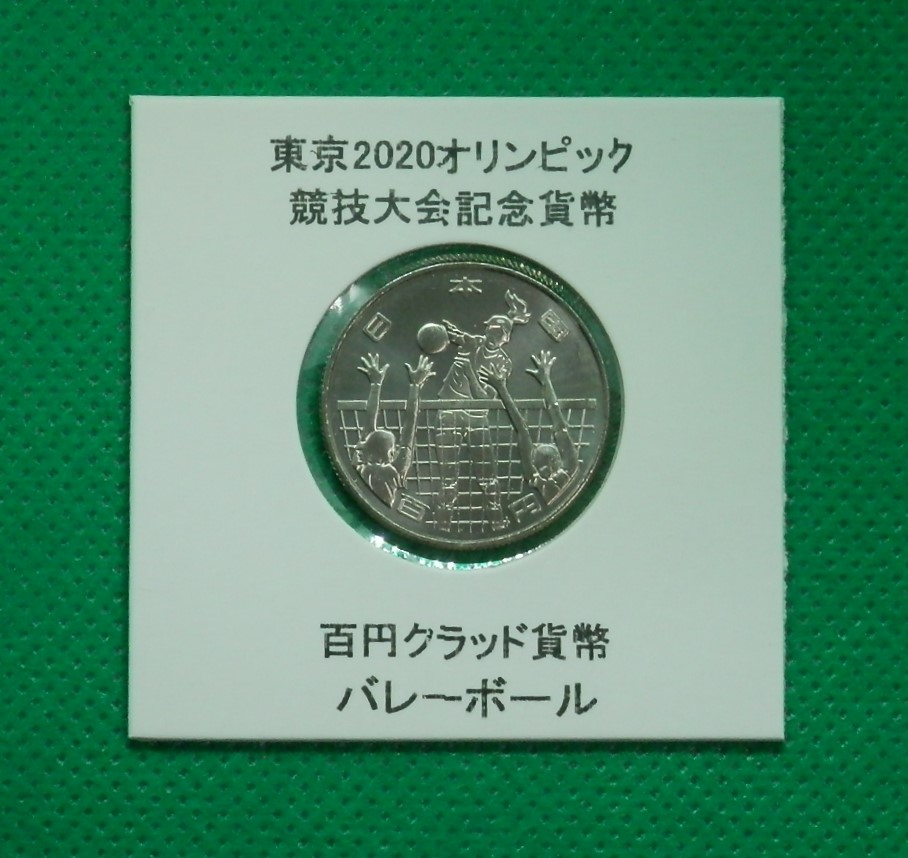 東京2020オリンピック
競技大会記念貨幣
日本国
百円
百円クラッド貨幣
バレーボール